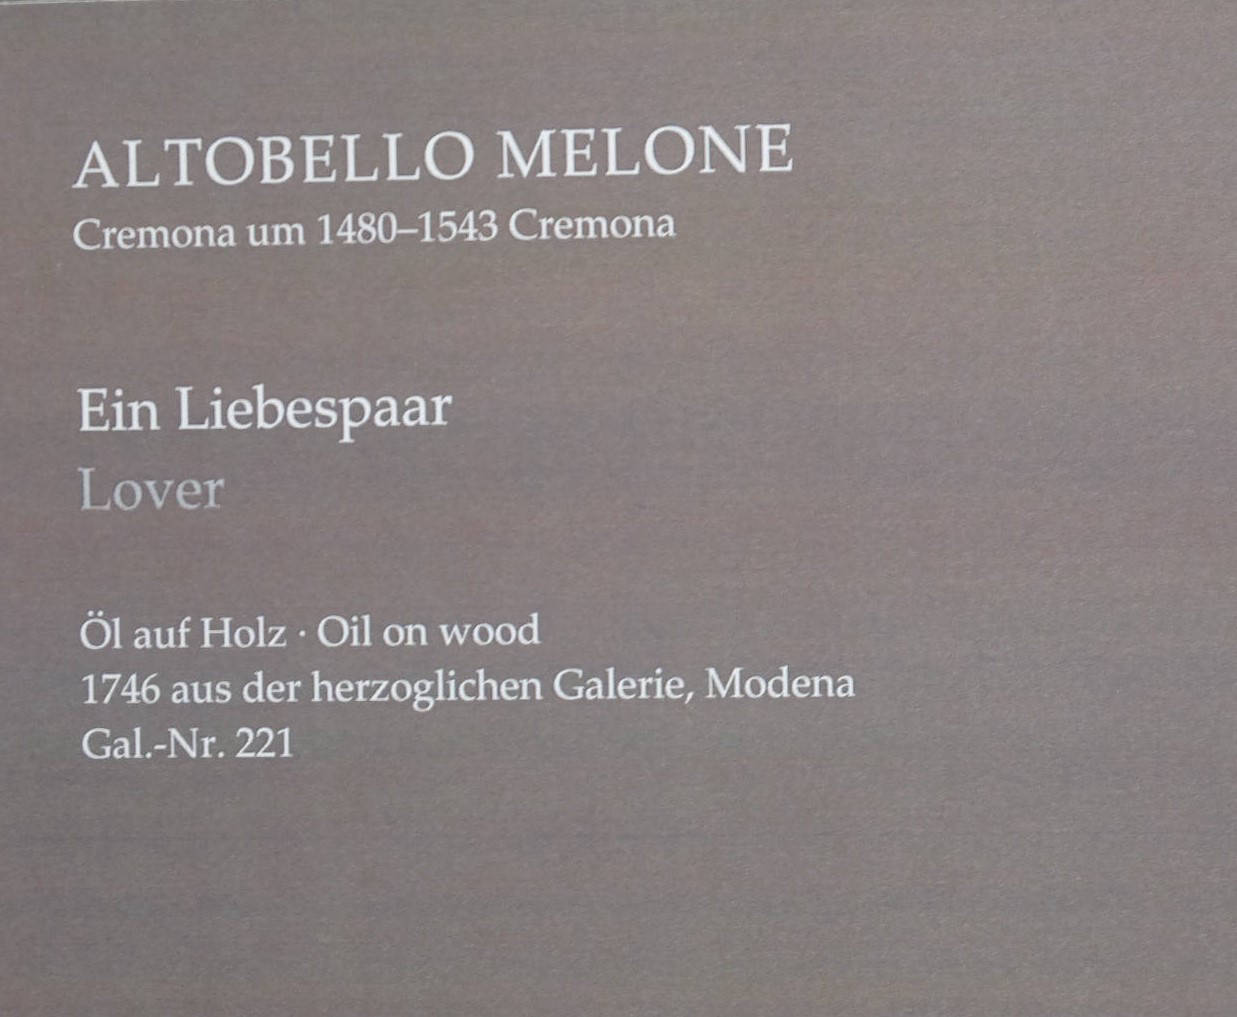 ALTOBELLO MELONE
Cremona um 1480–1543 Cremona
Ein Liebespaar
Lover
Öl auf Holz · Oil on wood
1746 aus der herzoglichen Galerie, Modena
Gal.-Nr. 221